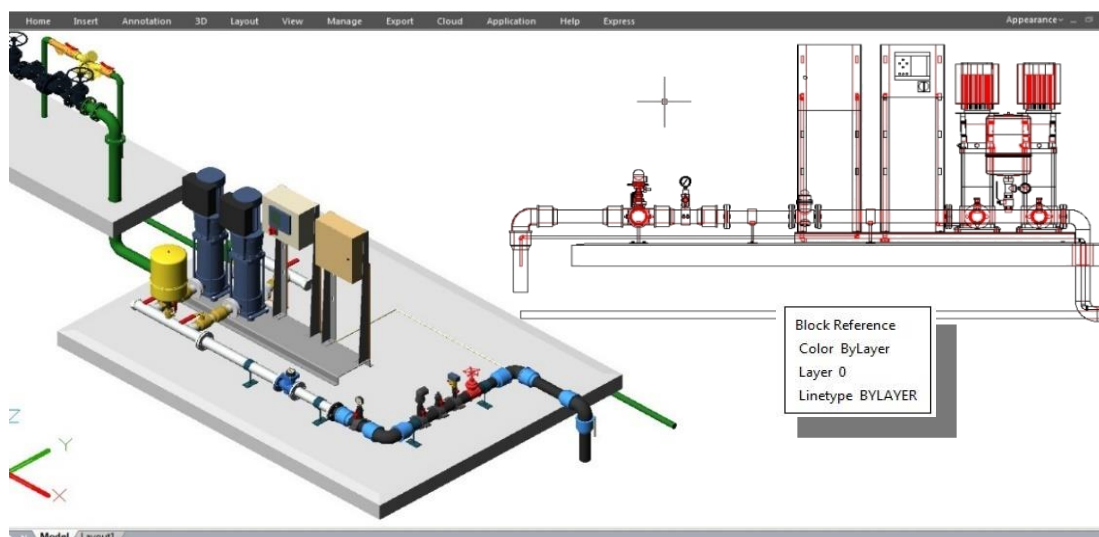 Home Insert Annotation 3D Layout View Manage Export Cloud Application Help Express Appearance
Block Reference
Color ByLayer
Layer 0
Linetype BYLAYER
Z
Y
X
Model Layout1